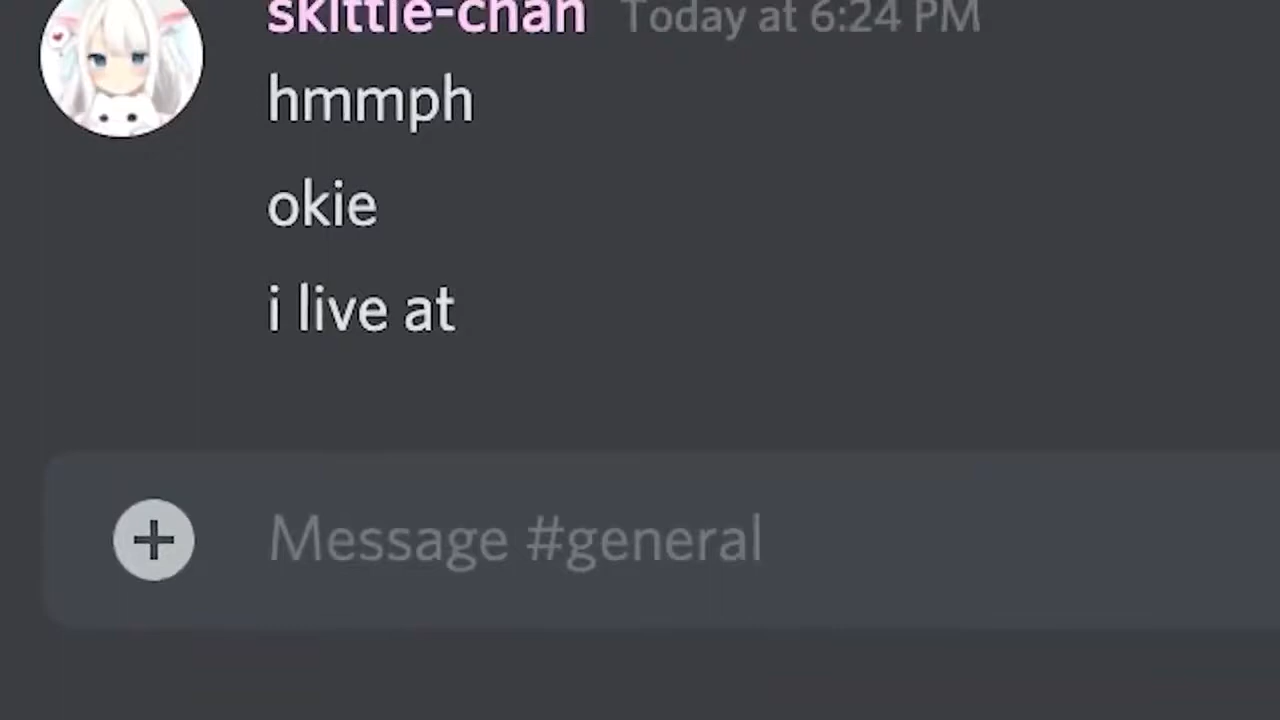 skittle-chan Today at 6:24 PM
hmmph
okie
i live at
Message #general